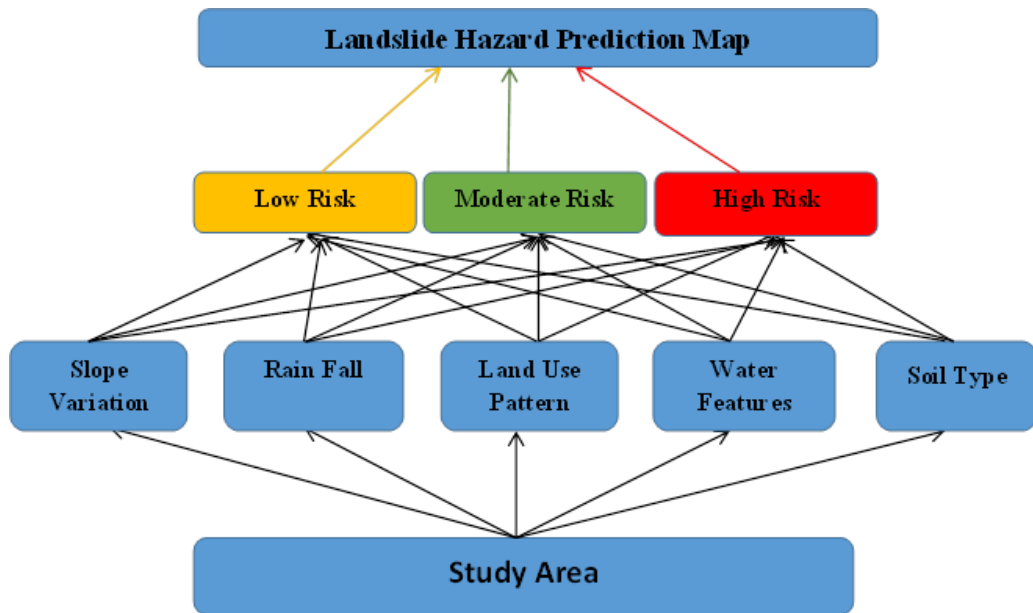 Landslide Hazard Prediction Map
Low Risk
Moderate Risk
High Risk
Slope
Variation
Rain Fall
Land Use
Pattern
Water
Features
Soil Type
Study Area